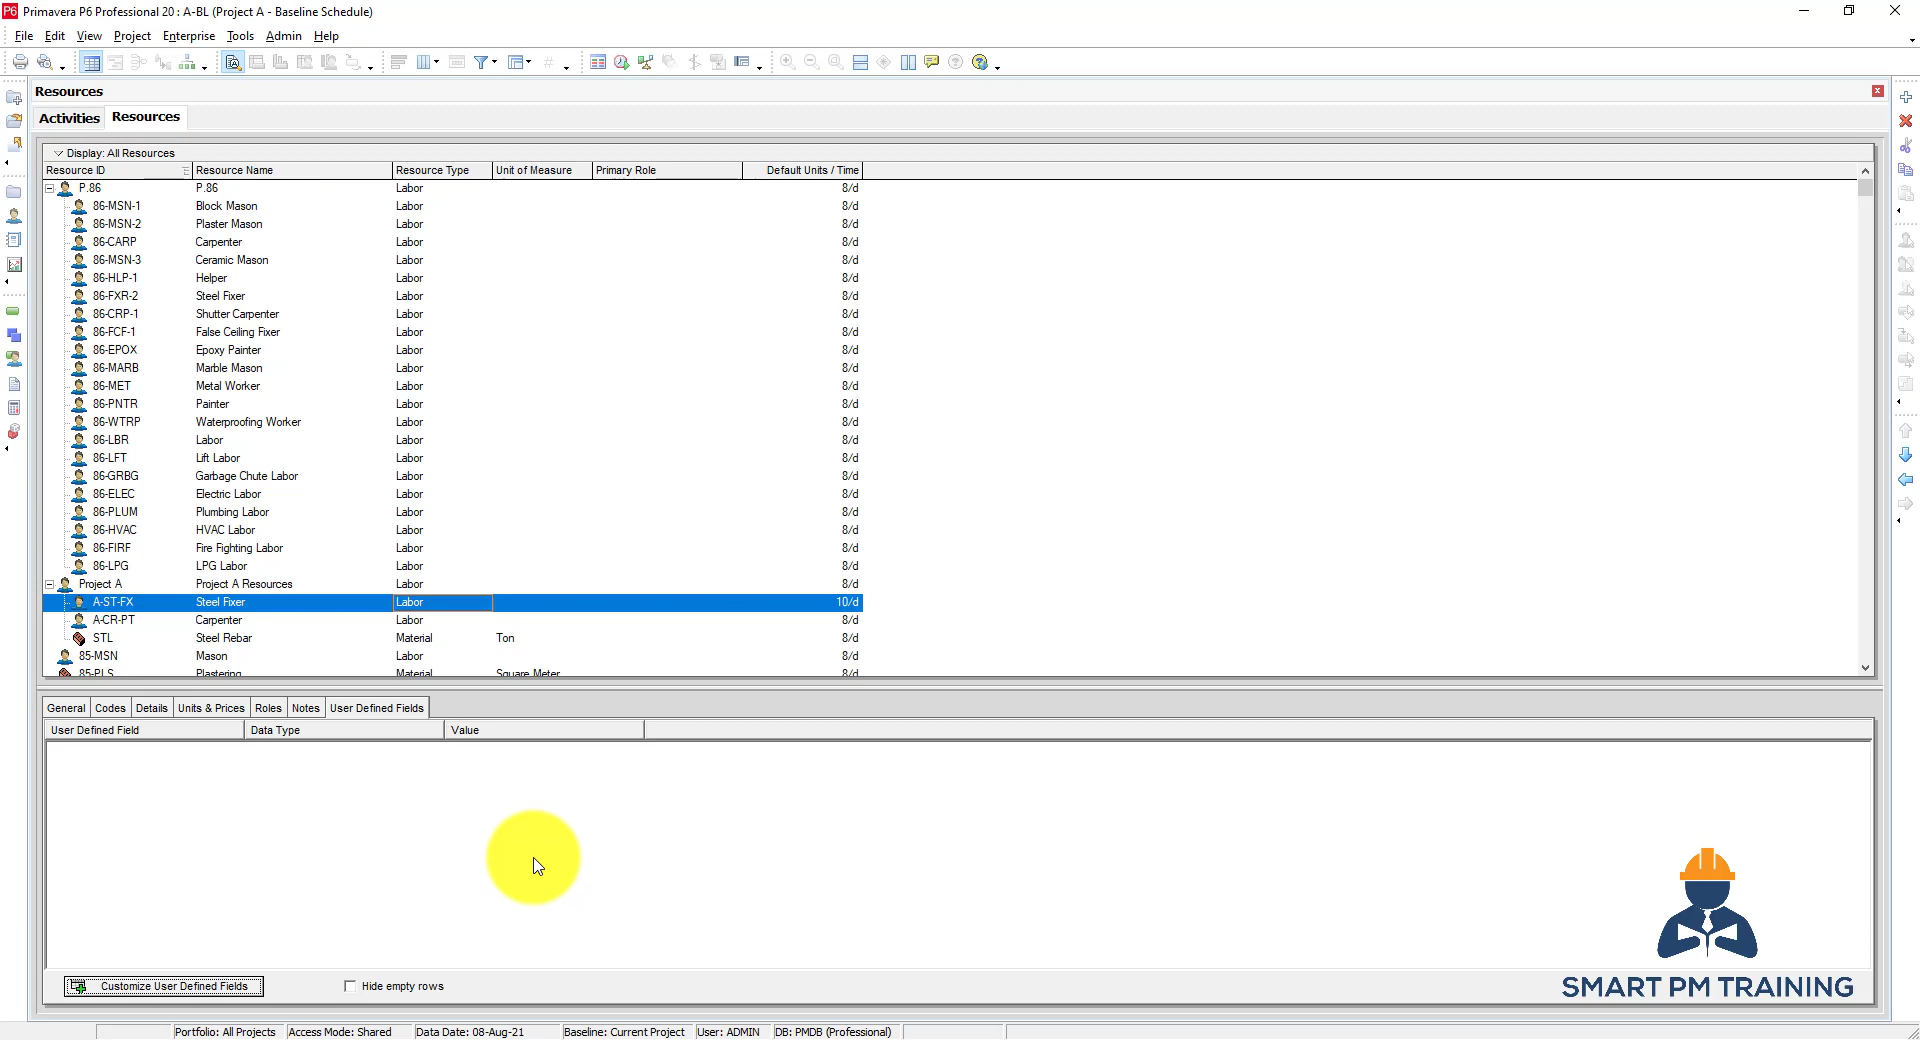 Primavera P6 Professional 20 : A-BL (Project A - Baseline Schedule)
File Edit View Project Enterprise Tools Admin Help
Resources
Activities Resources
Display: All Resources
Resource ID Resource Name Resource Type Unit of Measure Primary Role Default Units / Time
P.86 P.86 Labor 8/d
86-MSN-1 Block Mason Labor 8/d
86-MSN-2 Plaster Mason Labor 8/d
86-CARP Carpenter Labor 8/d
86-MSN-3 Ceramic Mason Labor 8/d
86-HLP-1 Helper Labor 8/d
86-FXR-2 Steel Fixer Labor 8/d
86-CRP-1 Shutter Carpenter Labor 8/d
86-FCF-1 False Ceiling Fixer Labor 8/d
86-EPOX Epoxy Painter Labor 8/d
86-MARB Marble Mason Labor 8/d
86-MET Metal Worker Labor 8/d
86-PNTR Painter Labor 8/d
86-WTRP Waterproofing Worker Labor 8/d
86-LBR Labor Labor 8/d
86-LFT Lift Labor Labor 8/d
86-GRBG Garbage Chute Labor Labor 8/d
86-ELEC Electric Labor Labor 8/d
86-PLUM Plumbing Labor Labor 8/d
86-HVAC HVAC Labor Labor 8/d
86-FIRF Fire Fighting Labor Labor 8/d
86-LPG LPG Labor Labor 8/d
Project A Project A Resources Labor 8/d
A-ST-FX Steel Fixer Labor 10/d
A-CR-PT Carpenter Labor 8/d
STL Steel Rebar Material Ton 8/d
85-MSN Mason Labor 8/d
85-PLS Plastering Material Square Meter 8/d
General Codes Details Units & Prices Roles Notes User Defined Fields
User Defined Field Data Type Value
Customize User Defined Fields Hide empty rows
SMART PM TRAINING
Portfolio: All Projects Access Mode: Shared Data Date: 08-Aug-21 Baseline: Current Project User: ADMIN DB: PMDB (Professional)